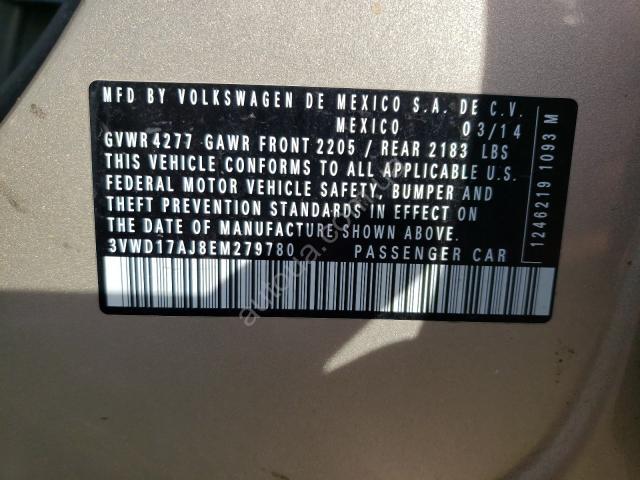 MFD BY VOLKSWAGEN DE MEXICO S.A. DE C.V.
MEXICO 03/14
GVWR 4277 GAWR FRONT 2205 / REAR 2183 LBS
THIS VEHICLE CONFORMS TO ALL APPLICABLE U.S.
FEDERAL MOTOR VEHICLE SAFETY, BUMPER AND
THEFT PREVENTION STANDARDS IN EFFECT ON
THE DATE OF MANUFACTURE SHOWN ABOVE.
3VWD17AJ8EM279780 PASSENGER CAR
1246219 1093 M